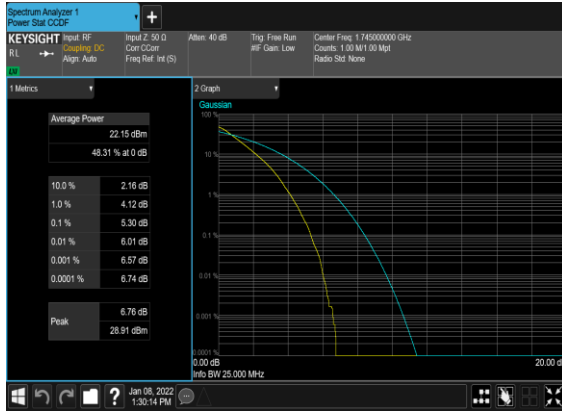 Spectrum Analyzer 1
Power Stat CCDF
+
KEYSIGHT
RL
LU
Input: RF
Coupling: DC
Align: Auto
Input Z: 50 Ω
Corr CCorr
Freq Ref: Int (S)
Atten: 40 dB
Trig: Free Run
#IF Gain: Low
Center Freq: 1.745000000 GHz
Counts: 1.00 M/1.00 Mpt
Radio Std: None
1 Metrics
Average Power
22.15 dBm
48.31 % at 0 dB
10.0 % 2.16 dB
1.0 % 4.12 dB
0.1 % 5.30 dB
0.01 % 6.01 dB
0.001 % 6.57 dB
0.0001 % 6.74 dB
Peak
6.76 dB
28.91 dBm
2 Graph
Gaussian
100 %
10 %
1 %
0.1 %
0.01 %
0.001 %
0.0001 %
0.00 dB
20.00 d
Info BW 25.000 MHz
?
Jan 08, 2022
1:30:14 PM